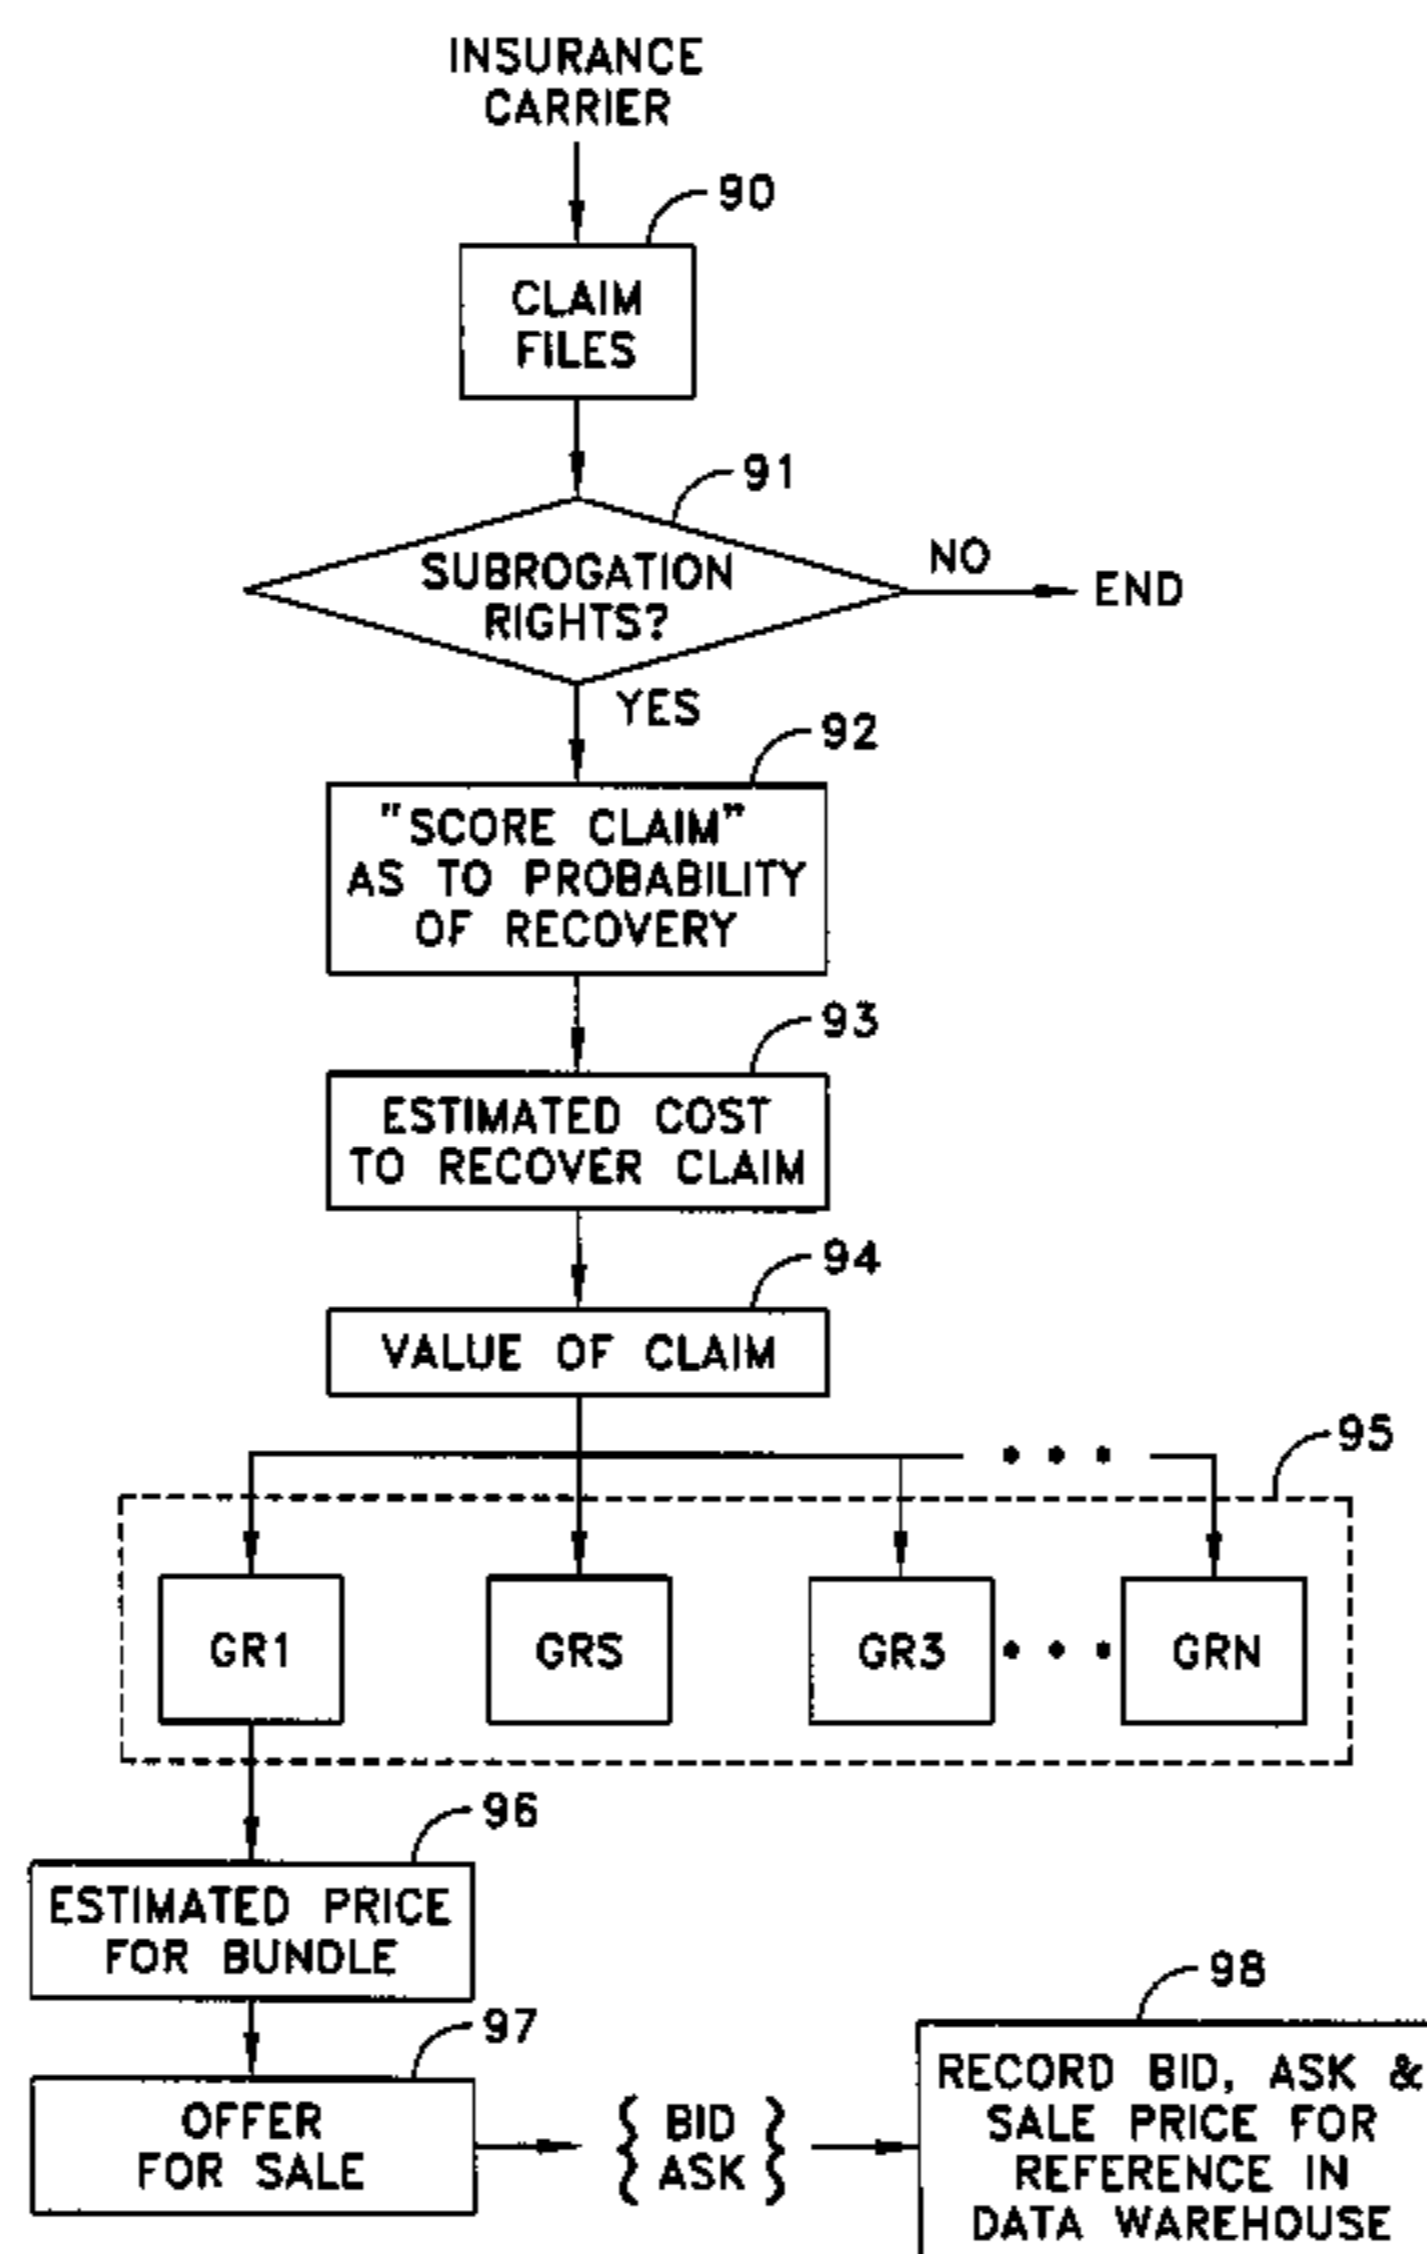 INSURANCE
CARRIER
90
CLAIM
FILES
91
SUBROGATION
RIGHTS?
NO
END
YES
92
"SCORE CLAIM"
AS TO PROBABILITY
OF RECOVERY
93
ESTIMATED COST
TO RECOVER CLAIM
94
VALUE OF CLAIM
95
GR1
GRS
GR3
GRN
96
ESTIMATED PRICE
FOR BUNDLE
97
OFFER
FOR SALE
BID
ASK
98
RECORD BID, ASK &
SALE PRICE FOR
REFERENCE IN
DATA WAREHOUSE